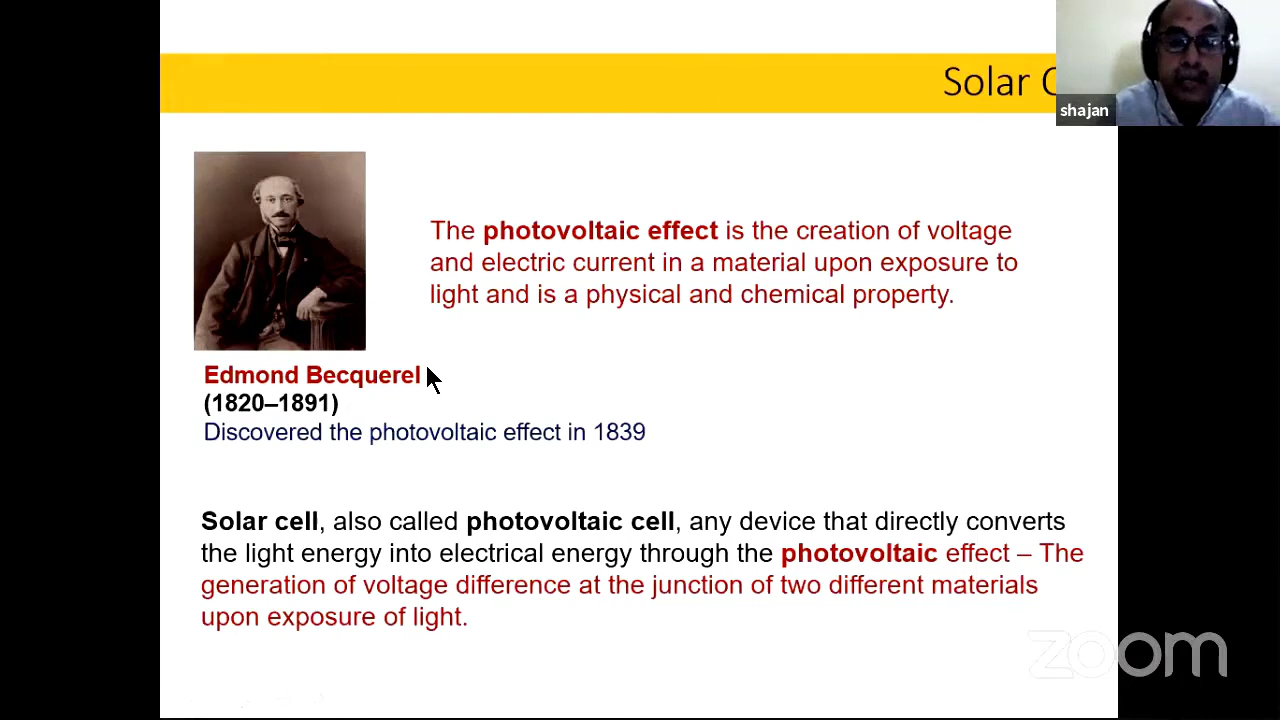 Solar C
shajan
The photovoltaic effect is the creation of voltage
and electric current in a material upon exposure to
light and is a physical and chemical property.
Edmond Becquerel
(1820–1891)
Discovered the photovoltaic effect in 1839
Solar cell, also called photovoltaic cell, any device that directly converts
the light energy into electrical energy through the photovoltaic effect – The
generation of voltage difference at the junction of two different materials
upon exposure of light.
zoom